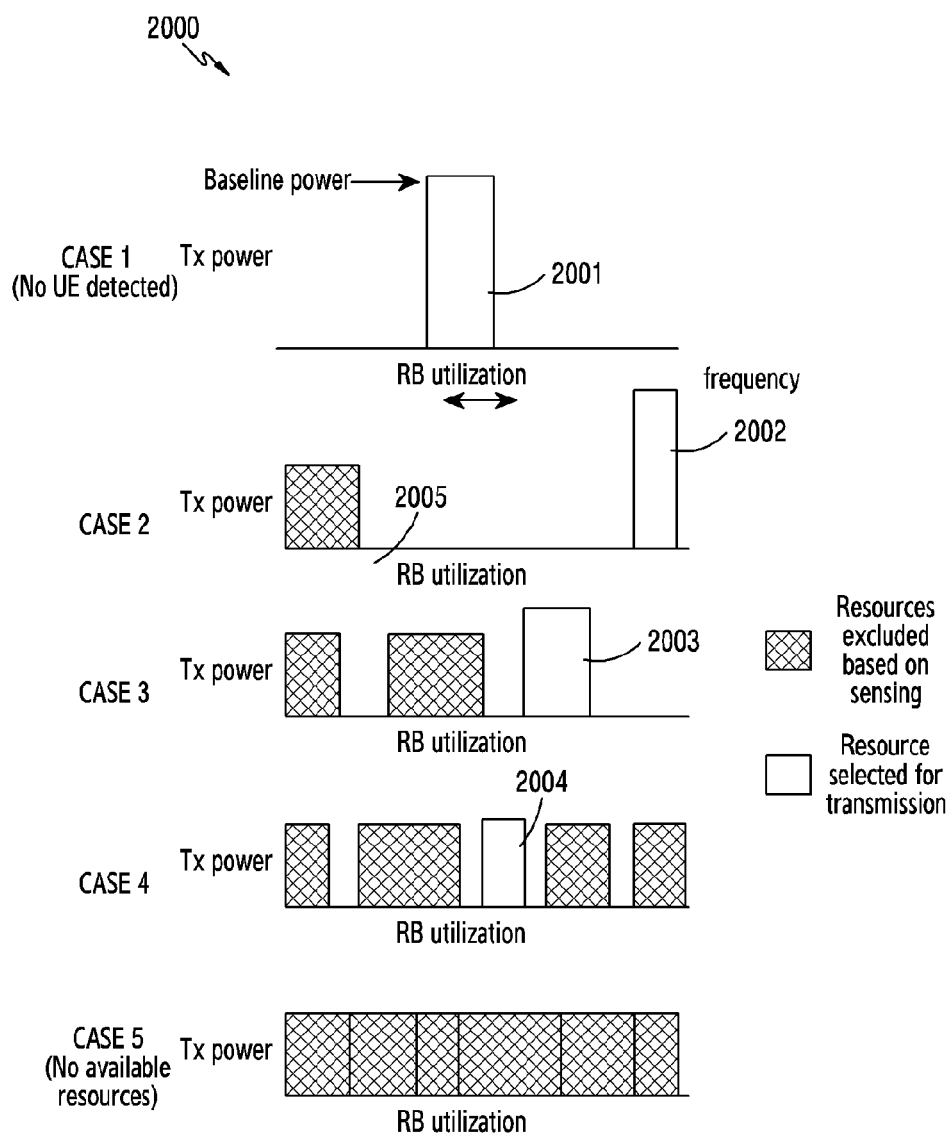 2000
Baseline power
CASE 1
(No UE detected)
Tx power
2001
RB utilization
frequency
2002
CASE 2
Tx power
2005
RB utilization
CASE 3
Tx power
2003
RB utilization
Resources
excluded
based on
sensing
Resource
selected for
transmission
CASE 4
Tx power
2004
RB utilization
CASE 5
(No available
resources)
Tx power
RB utilization